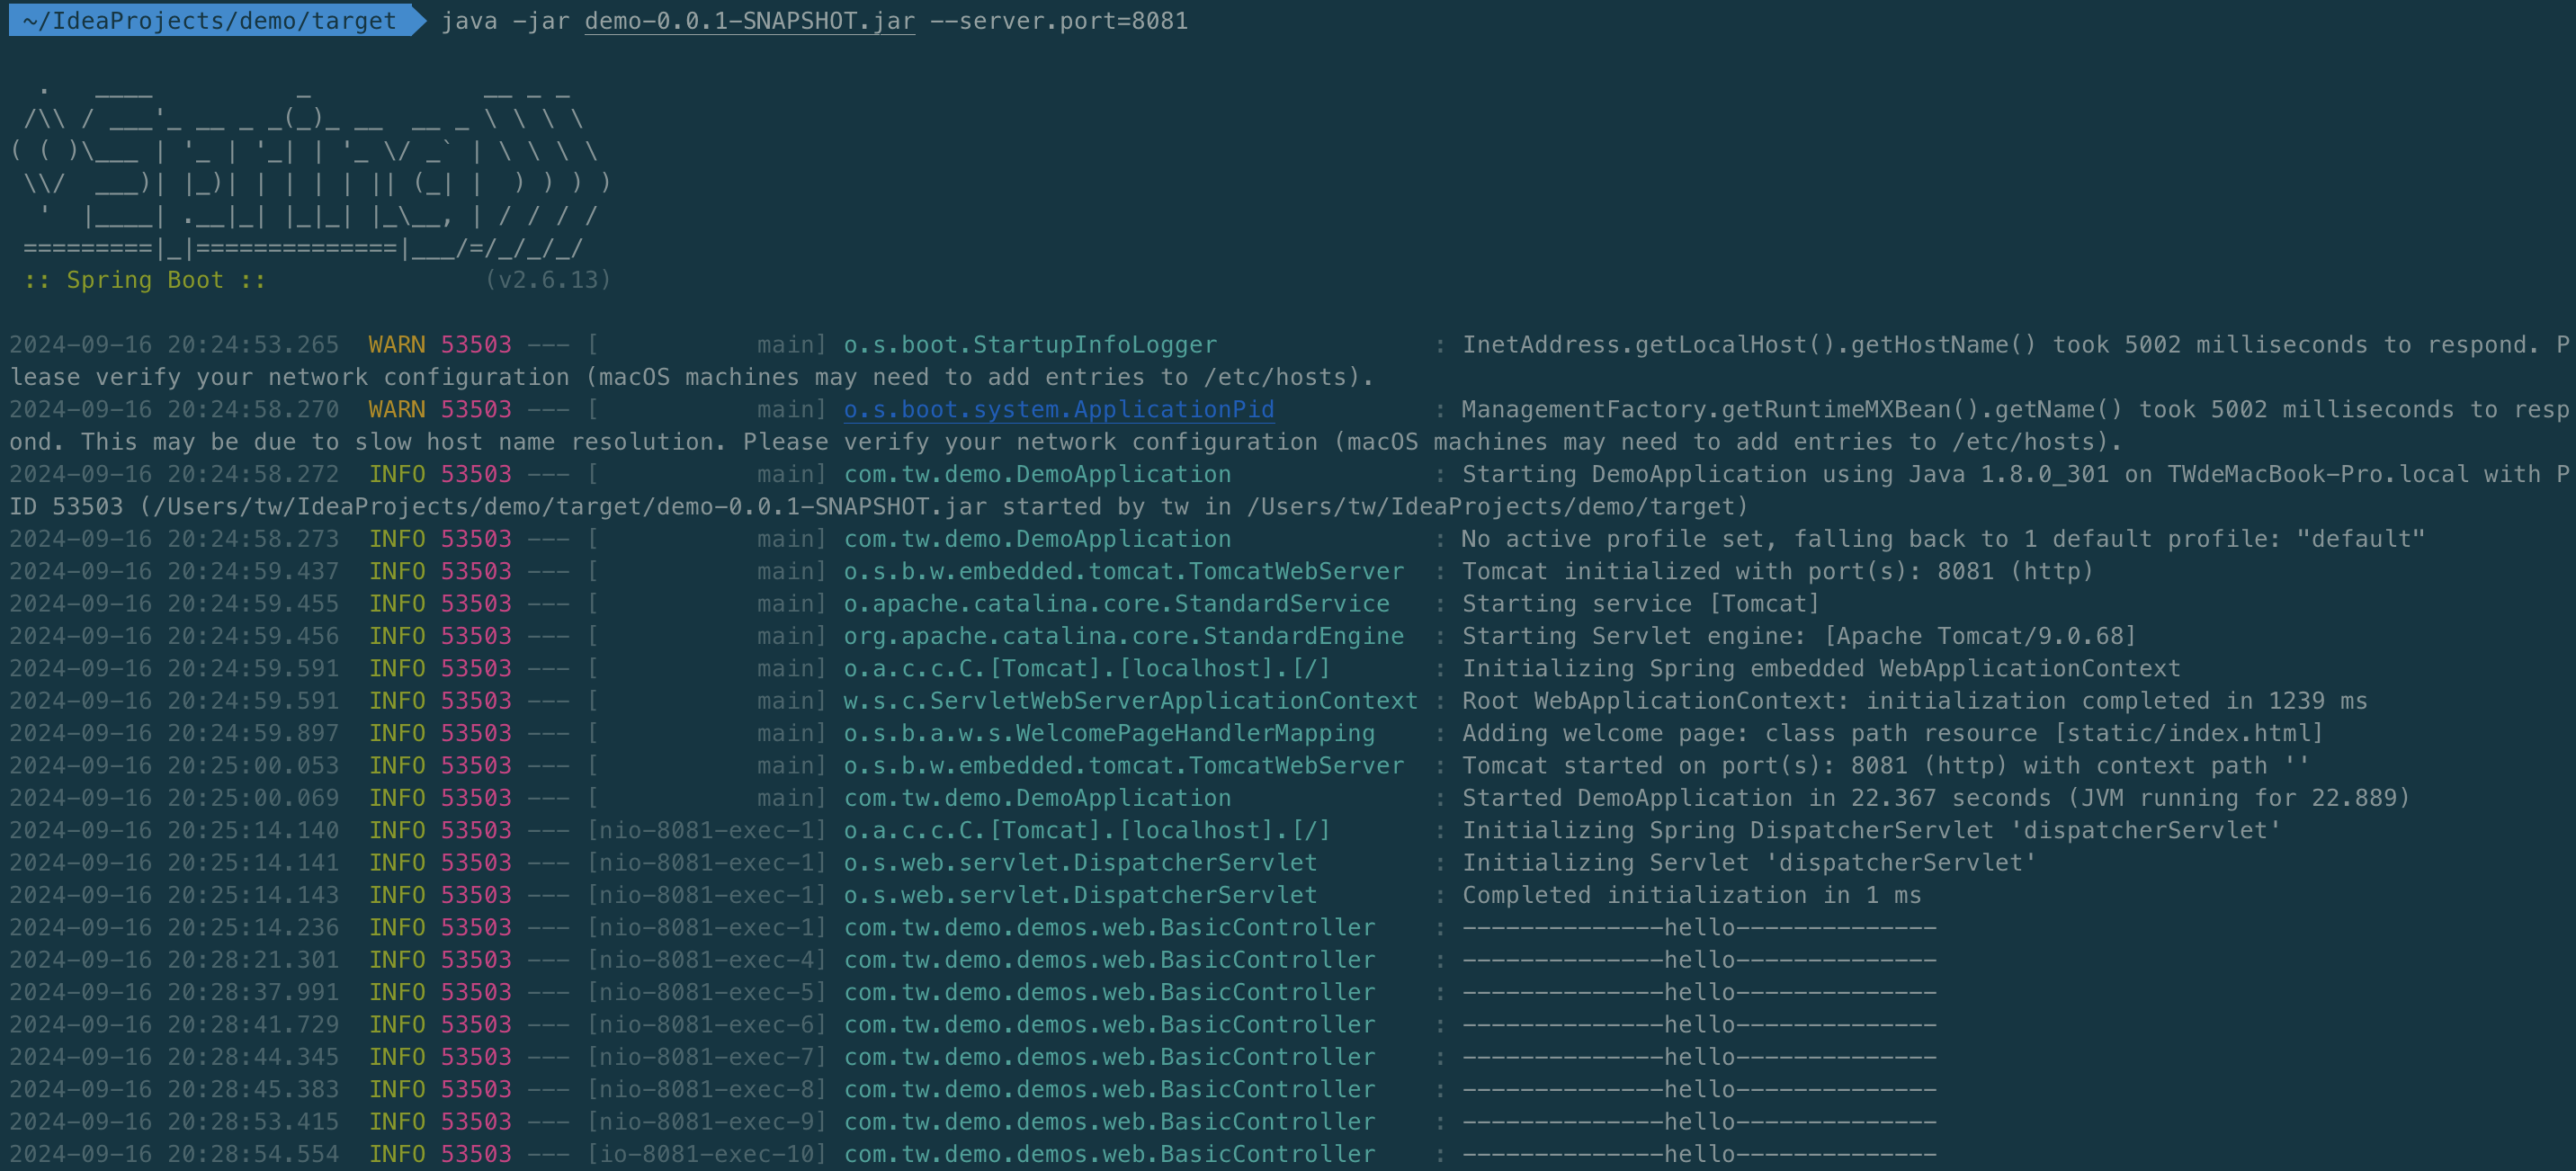 ~/IdeaProjects/demo/target java -jar demo-0.0.1-SNAPSHOT.jar --server.port=8081
  .   ____          _            __ _ _
 /\\ / ___'_ __ _ _(_)_ __  __ _ \ \ \ \
( ( )\___ | '_ | '_| | '_ \/ _` | \ \ \ \
 \\/  ___)| |_)| | | | | || (_| |  ) ) ) )
  '  |____| .__|_| |_|_| |_\__, | / / / /
 =========|_|==============|___/=/_/_/_/
 :: Spring Boot ::               (v2.6.13)
2024-09-16 20:24:53.265  WARN 53503 --- [           main] o.s.boot.StartupInfoLogger               : InetAddress.getLocalHost().getHostName() took 5002 milliseconds to respond. P
lease verify your network configuration (macOS machines may need to add entries to /etc/hosts).
2024-09-16 20:24:58.270  WARN 53503 --- [           main] o.s.boot.system.ApplicationPid           : ManagementFactory.getRuntimeMXBean().getName() took 5002 milliseconds to resp
ond. This may be due to slow host name resolution. Please verify your network configuration (macOS machines may need to add entries to /etc/hosts).
2024-09-16 20:24:58.272  INFO 53503 --- [           main] com.tw.demo.DemoApplication              : Starting DemoApplication using Java 1.8.0_301 on TWdeMacBook-Pro.local with P
ID 53503 (/Users/tw/IdeaProjects/demo/target/demo-0.0.1-SNAPSHOT.jar started by tw in /Users/tw/IdeaProjects/demo/target)
2024-09-16 20:24:58.273  INFO 53503 --- [           main] com.tw.demo.DemoApplication              : No active profile set, falling back to 1 default profile: "default"
2024-09-16 20:24:59.437  INFO 53503 --- [           main] o.s.b.w.embedded.tomcat.TomcatWebServer  : Tomcat initialized with port(s): 8081 (http)
2024-09-16 20:24:59.455  INFO 53503 --- [           main] o.apache.catalina.core.StandardService   : Starting service [Tomcat]
2024-09-16 20:24:59.456  INFO 53503 --- [           main] org.apache.catalina.core.StandardEngine  : Starting Servlet engine: [Apache Tomcat/9.0.68]
2024-09-16 20:24:59.591  INFO 53503 --- [           main] o.a.c.c.C.[Tomcat].[localhost].[/]       : Initializing Spring embedded WebApplicationContext
2024-09-16 20:24:59.591  INFO 53503 --- [           main] w.s.c.ServletWebServerApplicationContext : Root WebApplicationContext: initialization completed in 1239 ms
2024-09-16 20:24:59.897  INFO 53503 --- [           main] o.s.b.a.w.s.WelcomePageHandlerMapping    : Adding welcome page: class path resource [static/index.html]
2024-09-16 20:25:00.053  INFO 53503 --- [           main] o.s.b.w.embedded.tomcat.TomcatWebServer  : Tomcat started on port(s): 8081 (http) with context path ''
2024-09-16 20:25:00.069  INFO 53503 --- [           main] com.tw.demo.DemoApplication              : Started DemoApplication in 22.367 seconds (JVM running for 22.889)
2024-09-16 20:25:14.140  INFO 53503 --- [nio-8081-exec-1] o.a.c.c.C.[Tomcat].[localhost].[/]       : Initializing Spring DispatcherServlet 'dispatcherServlet'
2024-09-16 20:25:14.141  INFO 53503 --- [nio-8081-exec-1] o.s.web.servlet.DispatcherServlet        : Initializing Servlet 'dispatcherServlet'
2024-09-16 20:25:14.143  INFO 53503 --- [nio-8081-exec-1] o.s.web.servlet.DispatcherServlet        : Completed initialization in 1 ms
2024-09-16 20:25:14.236  INFO 53503 --- [nio-8081-exec-1] com.tw.demo.demos.web.BasicController    : --------------hello--------------
2024-09-16 20:28:21.301  INFO 53503 --- [nio-8081-exec-4] com.tw.demo.demos.web.BasicController    : --------------hello--------------
2024-09-16 20:28:37.991  INFO 53503 --- [nio-8081-exec-5] com.tw.demo.demos.web.BasicController    : --------------hello--------------
2024-09-16 20:28:41.729  INFO 53503 --- [nio-8081-exec-6] com.tw.demo.demos.web.BasicController    : --------------hello--------------
2024-09-16 20:28:44.345  INFO 53503 --- [nio-8081-exec-7] com.tw.demo.demos.web.BasicController    : --------------hello--------------
2024-09-16 20:28:45.383  INFO 53503 --- [nio-8081-exec-8] com.tw.demo.demos.web.BasicController    : --------------hello--------------
2024-09-16 20:28:53.415  INFO 53503 --- [nio-8081-exec-9] com.tw.demo.demos.web.BasicController    : --------------hello--------------
2024-09-16 20:28:54.554  INFO 53503 --- [io-8081-exec-10] com.tw.demo.demos.web.BasicController    : --------------hello--------------